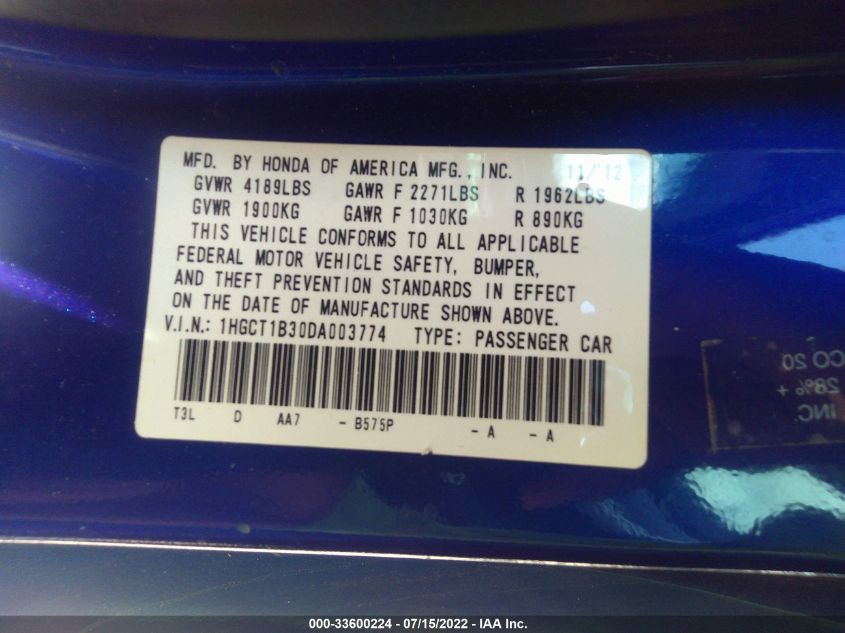 MFD. BY HONDA OF AMERICA MFG., INC. 11/'12
GVWR 4189LBS GAWR F 2271LBS R 1962LBS
GVWR 1900KG GAWR F 1030KG R 890KG
THIS VEHICLE CONFORMS TO ALL APPLICABLE
FEDERAL MOTOR VEHICLE SAFETY, BUMPER,
AND THEFT PREVENTION STANDARDS IN EFFECT
ON THE DATE OF MANUFACTURE SHOWN ABOVE.
V.I.N.: 1HGCT1B30DA003774 TYPE: PASSENGER CAR
T3L D AA7 - B575P - A - A
CO 20
28% +
INC.
000-33600224 - 07/15/2022 - IAA Inc.